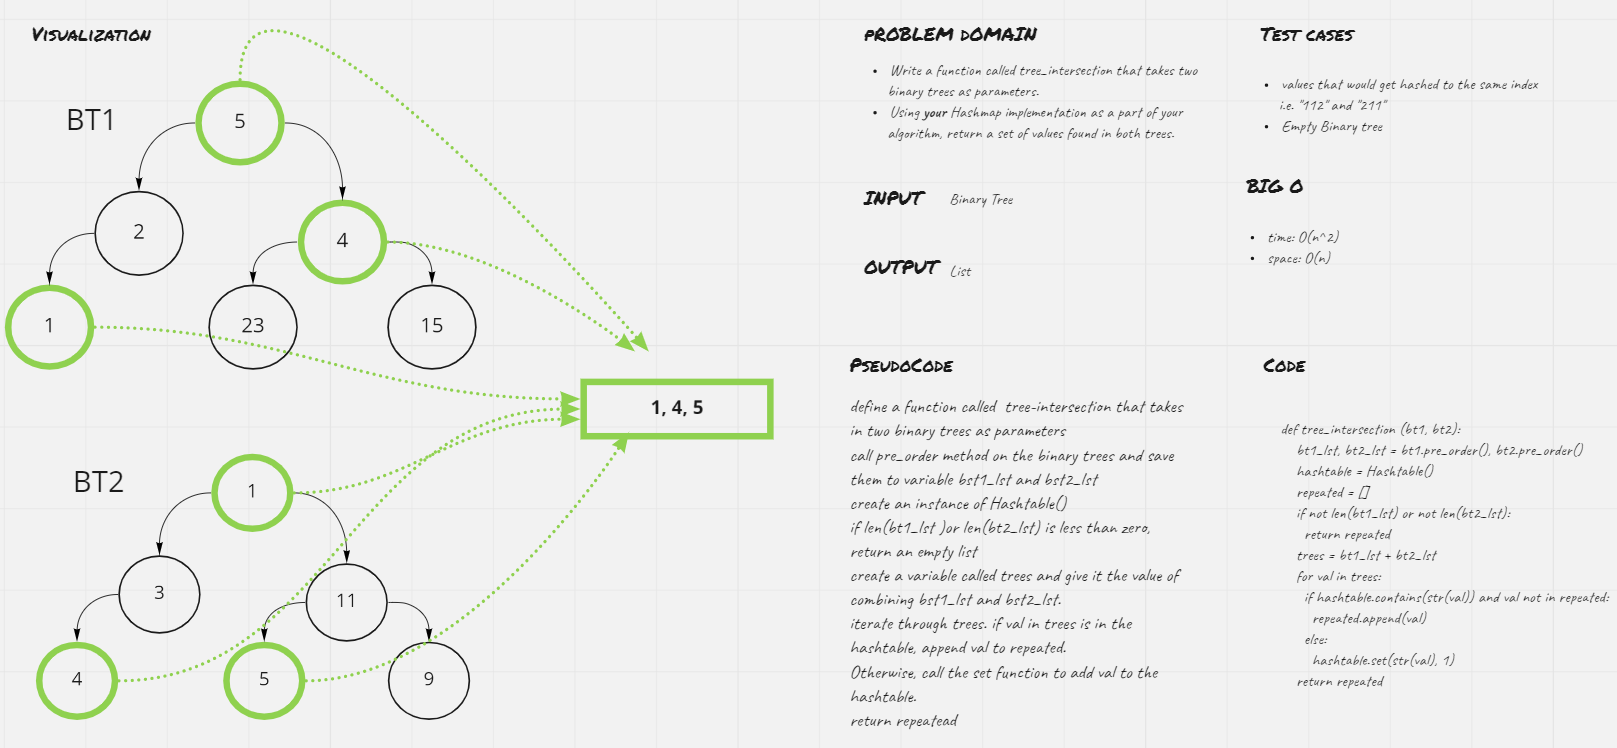 Visualization
BT1
5
2
4
1
23
15
1, 4, 5
BT2
1
3
11
4
5
9
pROBLEM dOMAIN
• Write a function called tree_intersection that takes two
binary trees as parameters.
• Using your Hashmap implementation as a part of your
algorithm, return a set of values found in both trees.
INPUT Binary Tree
OUTPUT List
Test cases
• values that would get hashed to the same index
i.e. "112" and "211"
• Empty Binary tree
BIG O
• time: O(n^2)
• space: O(n)
PseudoCode
define a function called tree-intersection that takes
in two binary trees as parameters
call pre_order method on the binary trees and save
them to variable bst1_lst and bst2_lst
create an instance of Hashtable()
if len(bt1_lst )or len(bt2_lst) is less than zero,
return an empty list
create a variable called trees and give it the value of
combining bst1_lst and bst2_lst.
iterate through trees. if val in trees is in the
hashtable, append val to repeated.
Otherwise, call the set function to add val to the
hashtable.
return repeatead
Code
def tree_intersection (bt1, bt2):
bt1_lst, bt2_lst = bt1.pre_order(), bt2.pre_order()
hashtable = Hashtable()
repeated = []
if not len(bt1_lst) or not len(bt2_lst):
return repeated
trees = bt1_lst + bt2_lst
for val in trees:
if hashtable.contains(str(val)) and val not in repeated:
repeated.append(val)
else:
hashtable.set(str(val), 1)
return repeated